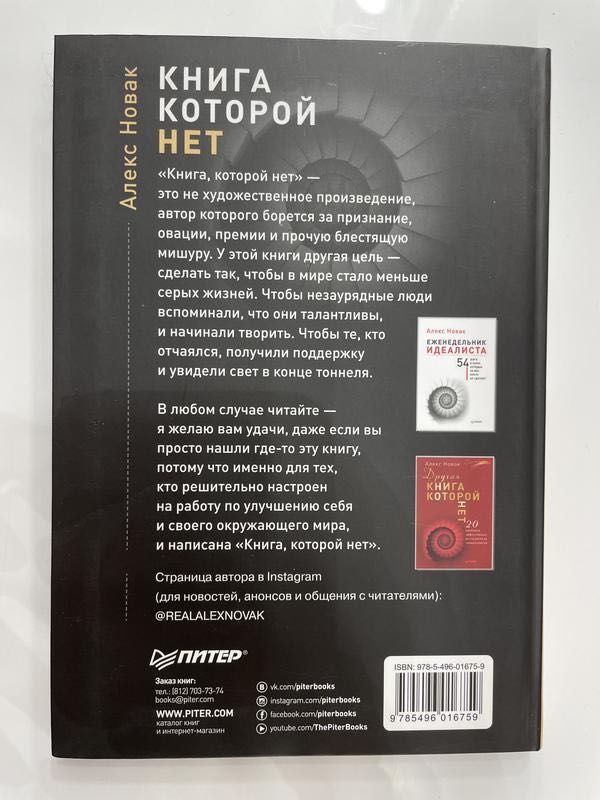 Алекс Новак
КНИГА
КОТОРОЙ
НЕТ
«Книга, которой нет» —
это не художественное произведение,
автор которого борется за признание,
овации, премии и прочую блестящую
мишуру. У этой книги другая цель —
сделать так, чтобы в мире стало меньше
серых жизней. Чтобы незаурядные люди
вспоминали, что они талантливы,
и начинали творить. Чтобы те, кто
отчаялся, получили поддержку
и увидели свет в конце тоннеля.
В любом случае читайте —
я желаю вам удачи, даже если вы
просто нашли где-то эту книгу,
потому что именно для тех,
кто решительно настроен
на работу по улучшению себя
и своего окружающего мира,
и написана «Книга, которой нет».
Алекс Новак
ЕЖЕНЕДЕЛЬНИК
ИДЕАЛИСТА
54
Алекс Новак
Другая
КНИГА
КОТОРОЙ
НЕТ
20
Страница автора в Instagram
(для новостей, анонсов и общения с читателями):
@REALALEXNOVAK
ПИТЕР®
Заказ книг:
тел.: (812) 703-73-74
books@piter.com
WWW.PITER.COM
каталог книг
и интернет-магазин
vk.com/piterbooks
instagram.com/piterbooks
facebook.com/piterbooks
youtube.com/ThePiterBooks
ISBN: 978-5-496-01675-9
9 785496 016759